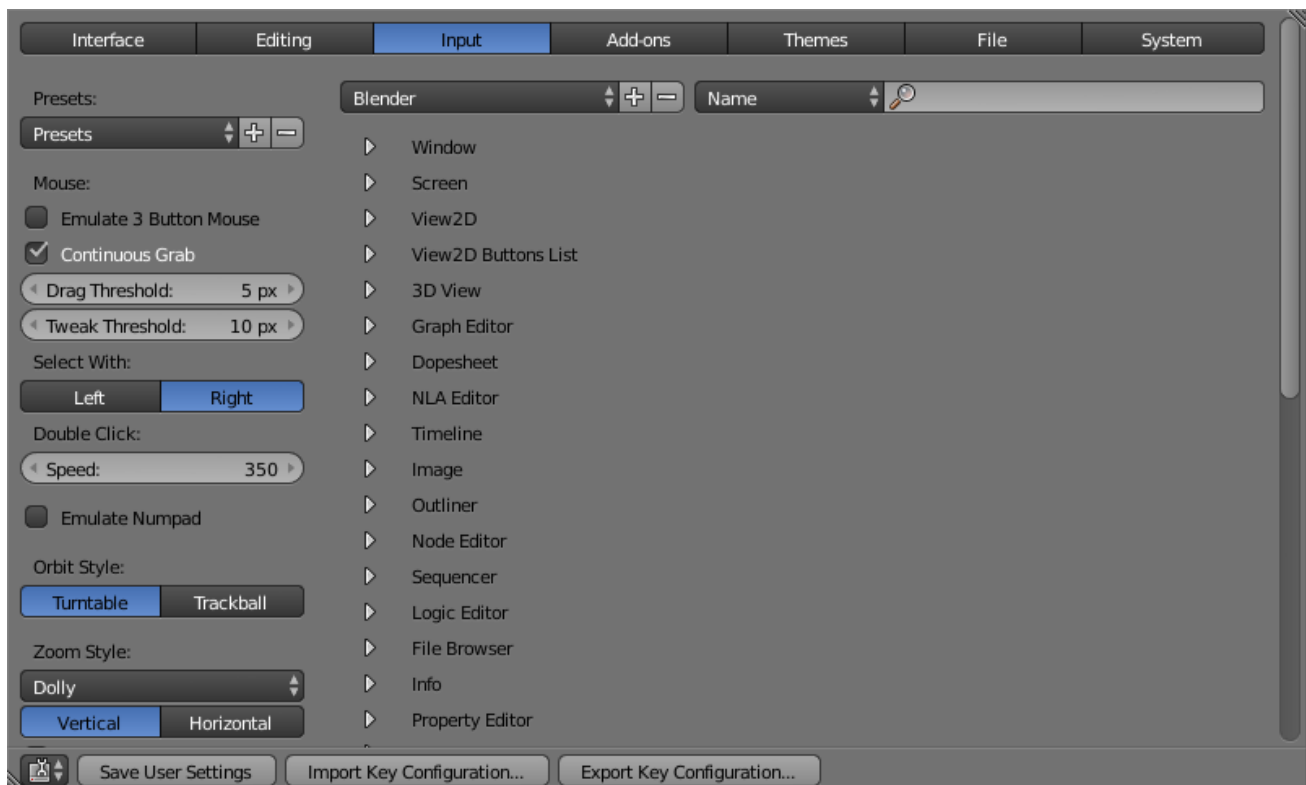 Interface Editing Input Add-ons Themes File System
Presets:
Presets
Mouse:
Emulate 3 Button Mouse
Continuous Grab
Drag Threshold: 5 px
Tweak Threshold: 10 px
Select With:
Left Right
Double Click:
Speed: 350
Emulate Numpad
Orbit Style:
Turntable Trackball
Zoom Style:
Dolly
Vertical Horizontal
Blender Name
Window
Screen
View2D
View2D Buttons List
3D View
Graph Editor
Dopesheet
NLA Editor
Timeline
Image
Outliner
Node Editor
Sequencer
Logic Editor
File Browser
Info
Property Editor
Save User Settings Import Key Configuration... Export Key Configuration...